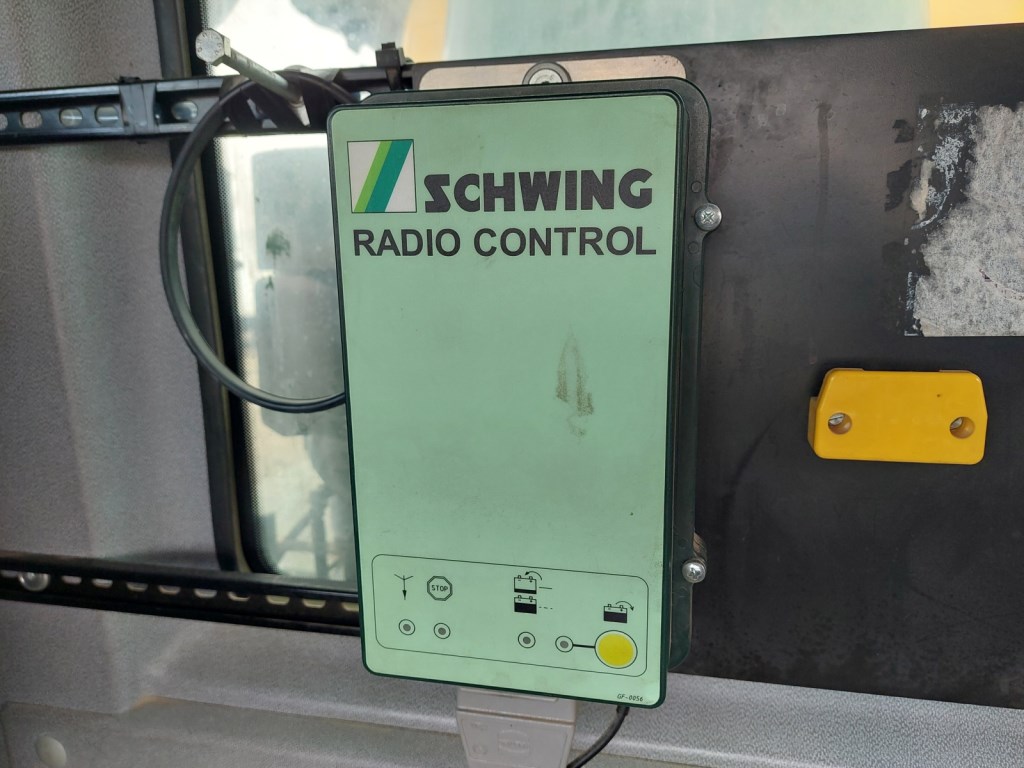 SCHWING
RADIO CONTROL
STOP
GF-0056